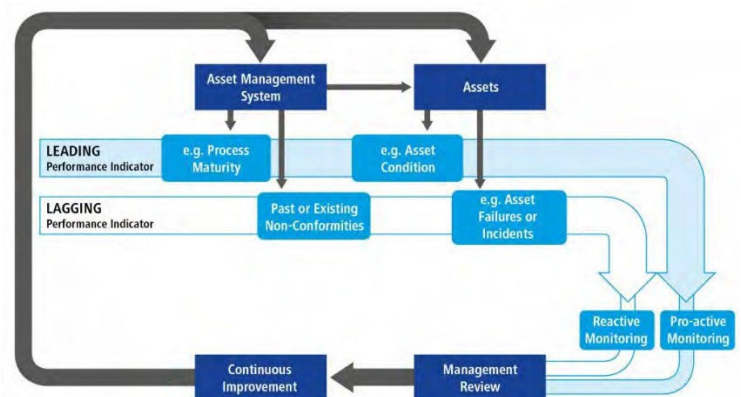 Asset Management
System
Assets
LEADING
Performance Indicator
e.g. Process
Maturity
e.g. Asset
Condition
LAGGING
Performance Indicator
Past or Existing
Non-Conformities
e.g. Asset
Failures or
Incidents
Reactive
Monitoring
Pro-active
Monitoring
Continuous
Improvement
Management
Review